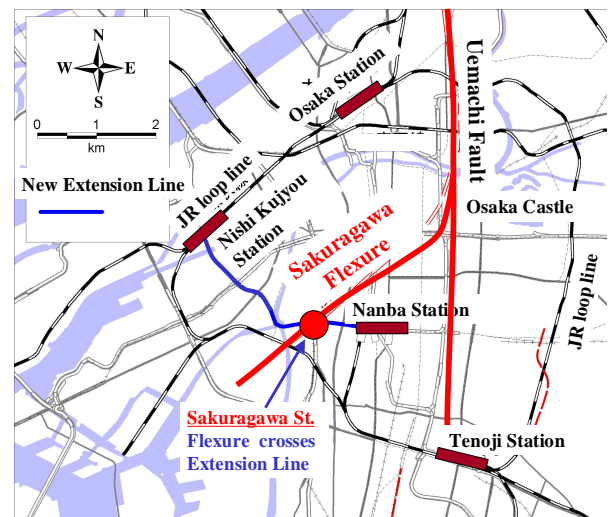 N
W E
S
0 1 2
km
New Extension Line
Osaka Station
Uemachi Fault
JR loop line
Nishi Kujyou
Station
Osaka Castle
Sakuragawa
Flexure
Nanba Station
JR loop line
Sakuragawa St.
Flexure crosses
Extension Line
Tenoji Station